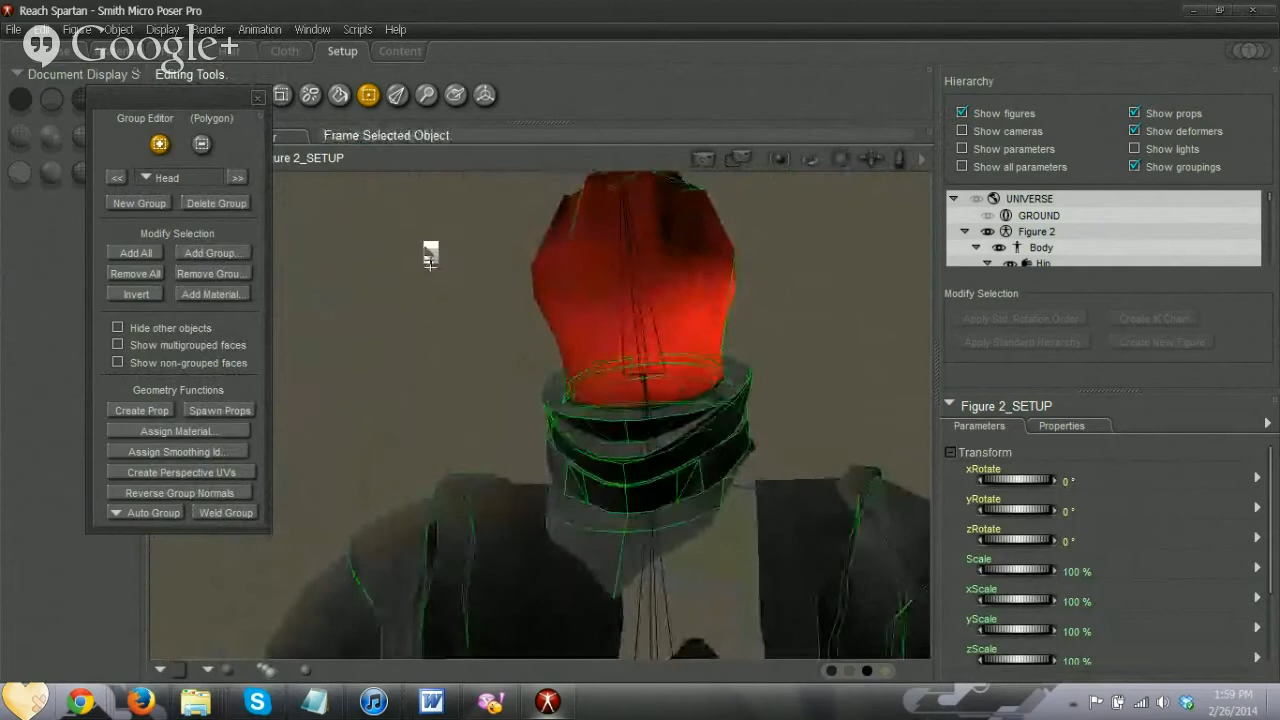 Reach Spartan - Smith Micro Poser Pro
File Edit Figure Object Display Render Animation Window Scripts Help
Google+
Cloth Setup Content
Document Display S Editing Tools.
Hierarchy
Group Editor (Polygon)
Frame Selected Object.
ure 2_SETUP
Show figures Show props
Show cameras Show deformers
Show parameters Show lights
Show all parameters Show groupings
<< Head >>
New Group Delete Group
Modify Selection
Add All Add Group...
Remove All Remove Grou...
Invert Add Material...
Hide other objects
Show multigrouped faces
Show non-grouped faces
Geometry Functions
Create Prop Spawn Props
Assign Material...
Assign Smoothing Id...
Create Perspective UVs
Reverse Group Normals
Auto Group Weld Group
UNIVERSE
GROUND
Figure 2
Body
Hip
Modify Selection
Apply Std. Rotation Order Create IK Chain
Apply Standard Hierarchy Create New Figure
Figure 2_SETUP
Parameters Properties
Transform
xRotate
0 °
yRotate
0 °
zRotate
0 °
Scale
100 %
xScale
100 %
yScale
100 %
zScale
100 %
1:59 PM
2/26/2014